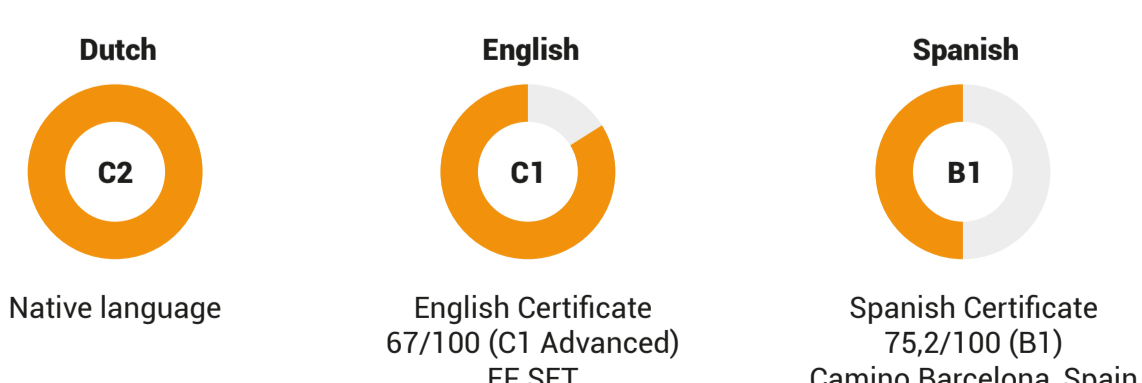 Dutch
English
Spanish
C2
C1
B1
Native language
English Certificate
67/100 (C1 Advanced)
EF SET
Spanish Certificate
75,2/100 (B1)
Camino Barcelona, Spain